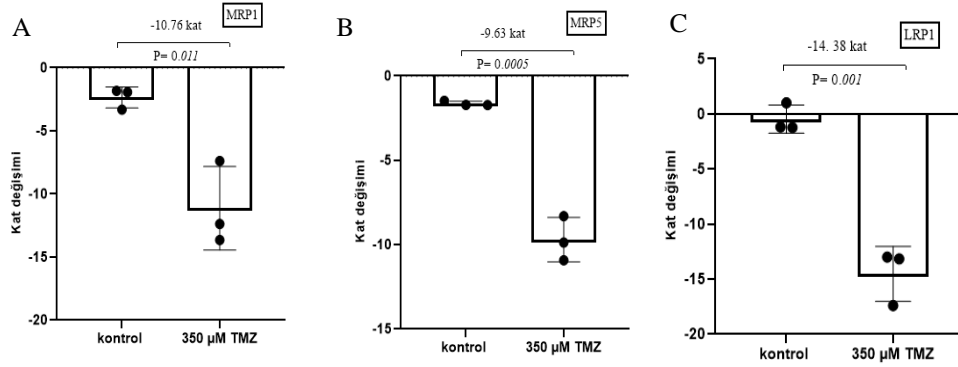 A
MRP1
-10.76 kat
P= 0.011
Kat değişimi
0
-5
-10
-15
-20
kontrol
350 µM TMZ
B
MRP5
-9.63 kat
P= 0.0005
Kat değişimi
0
-5
-10
-15
kontrol
350 µM TMZ
C
LRP1
-14. 38 kat
P= 0.001
Kat değişimi
5
0
-5
-10
-15
-20
kontrol
350 µM TMZ